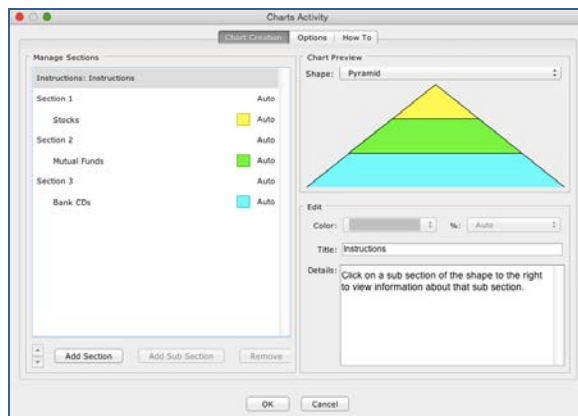 Charts Activity
Chart Creation Options How To
Manage Sections
Instructions: Instructions
Section 1 Auto
Stocks Auto
Section 2 Auto
Mutual Funds Auto
Section 3 Auto
Bank CDs Auto
Add Section Add Sub Section Remove
Chart Preview
Shape: Pyramid
Edit
Color: %: Auto
Title: Instructions
Details: Click on a sub section of the shape to the right
to view information about that sub section.
OK Cancel